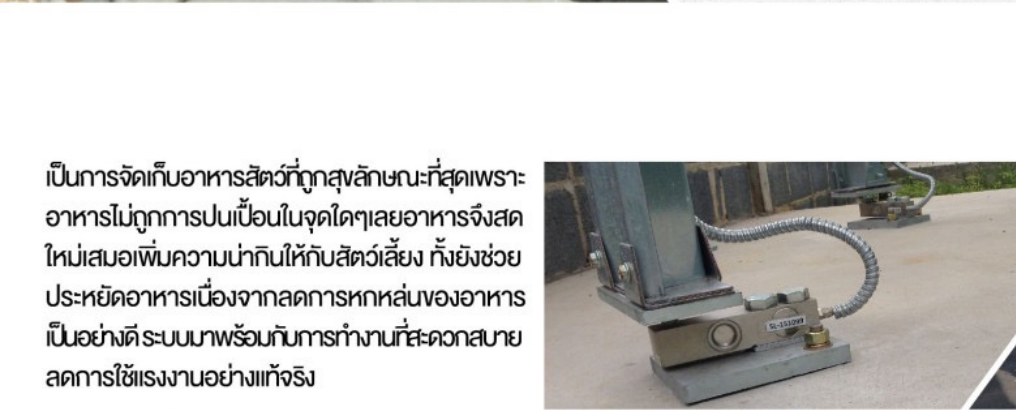 เป็นการจัดเก็บอาหารสัตว์ที่ถูกสุขลักษณะที่สุดเพราะ
อาหารไม่ถูกการปนเปื้อนในจุดใดๆเลยอาหารจึงสด
ใหม่เสมอเพิ่มความน่ากินให้กับสัตว์เลี้ยง ทั้งยังช่วย
ประหยัดอาหารเนื่องจากลดการหกหล่นของอาหาร
เป็นอย่างดี ระบบมาพร้อมกับการทำงานที่สะดวกสบาย
ลดการใช้แรงงานอย่างแท้จริง